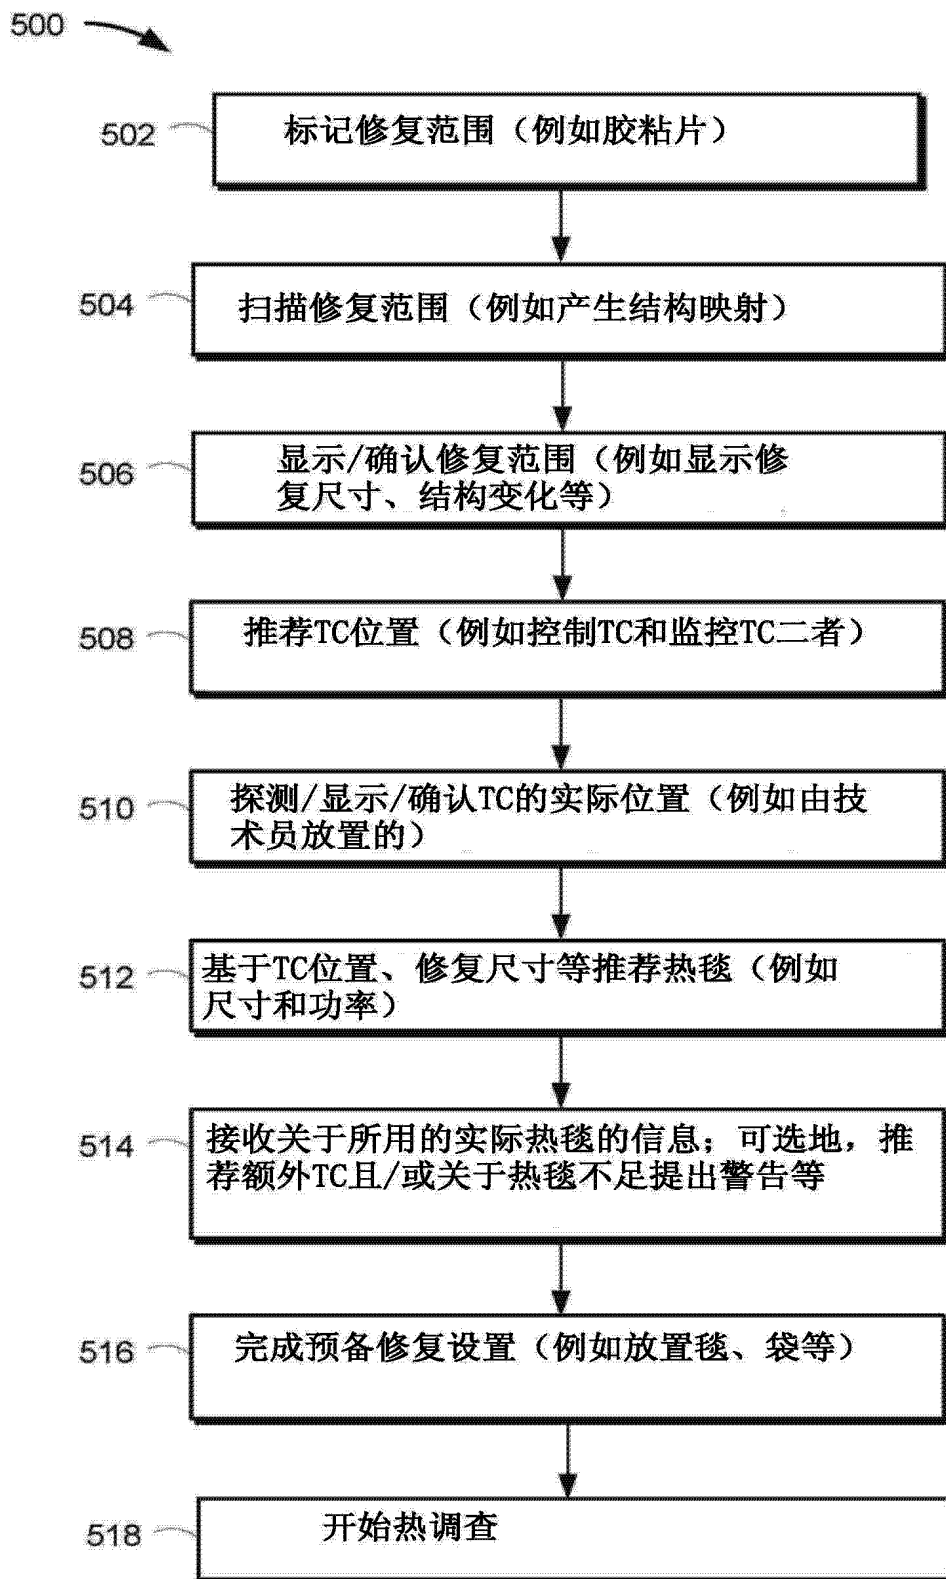 500
502
标记修复范围（例如胶粘片）
504
扫描修复范围（例如产生结构映射）
506
显示/确认修复范围（例如显示修
复尺寸、结构变化等）
508
推荐TC位置（例如控制TC和监控TC二者）
510
探测/显示/确认TC的实际位置（例如由技
术员放置的）
512
基于TC位置、修复尺寸等推荐热毯（例如
尺寸和功率）
514
接收关于所用的实际热毯的信息；可选地，推
荐额外TC且/或关于热毯不足提出警告等
516
完成预备修复设置（例如放置毯、袋等）
518
开始热调查